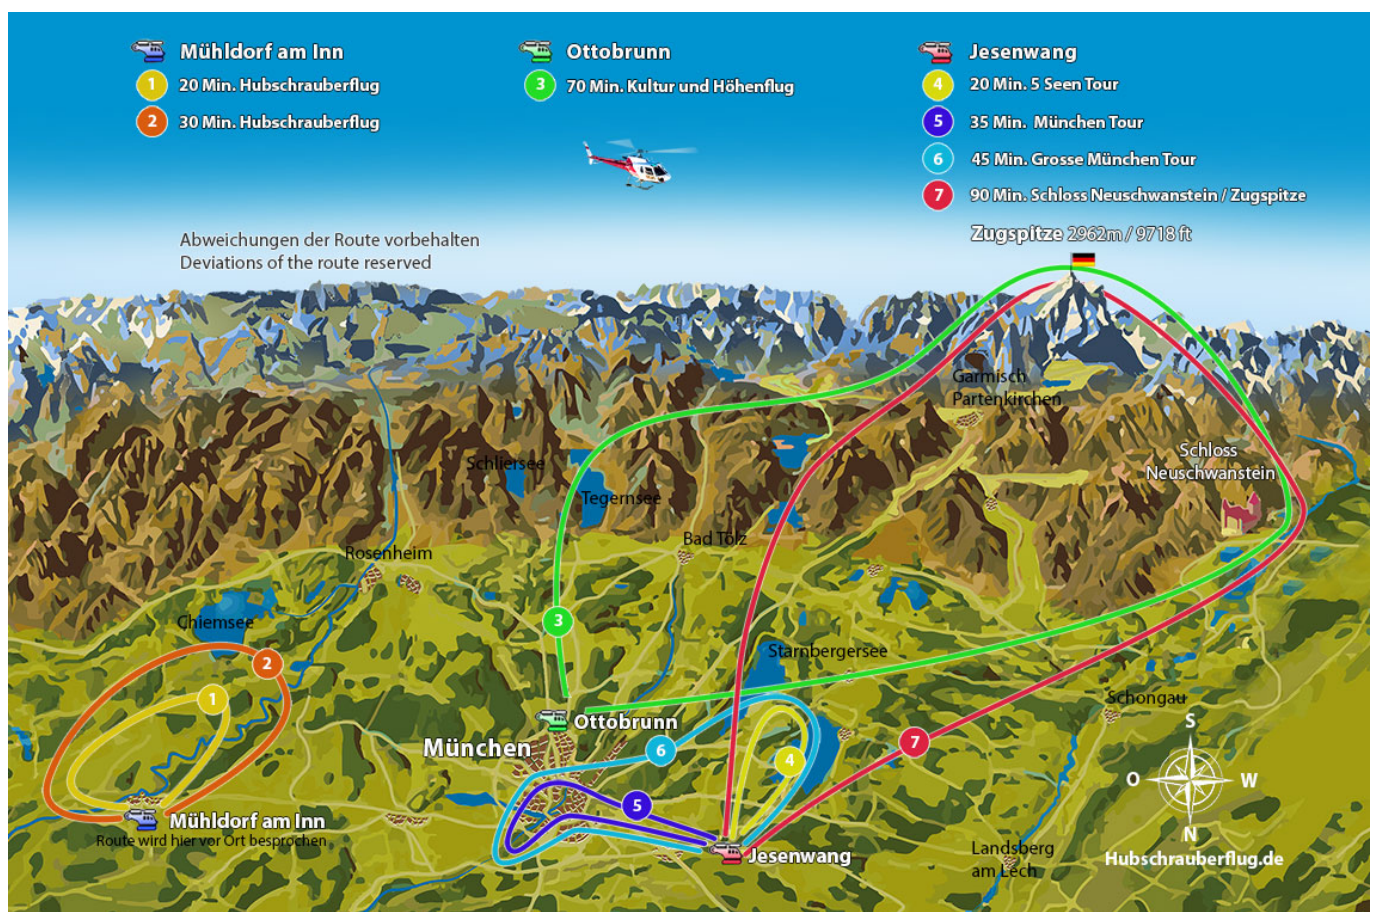 Mühldorf am Inn
1 20 Min. Hubschrauberflug
2 30 Min. Hubschrauberflug
Ottobrunn
3 70 Min. Kultur und Höhenflug
Jesenwang
4 20 Min. 5 Seen Tour
5 35 Min. München Tour
6 45 Min. Grosse München Tour
7 90 Min. Schloss Neuschwanstein / Zugspitze
Zugspitze 2962m / 9718 ft
Abweichungen der Route vorbehalten
Deviations of the route reserved
Garmisch
Partenkirchen
Schloss
Neuschwanstein
Schliersee
Tegernsee
Bad Tölz
Rosenheim
Chiemsee
3
2
1
Starnbergersee
Schongau
Ottobrunn
München
6
4
7
5
S
O
W
N
Mühldorf am Inn
Route wird hier vor Ort besprochen
Jesenwang
Landsberg
am Lech
Hubschrauberflug.de